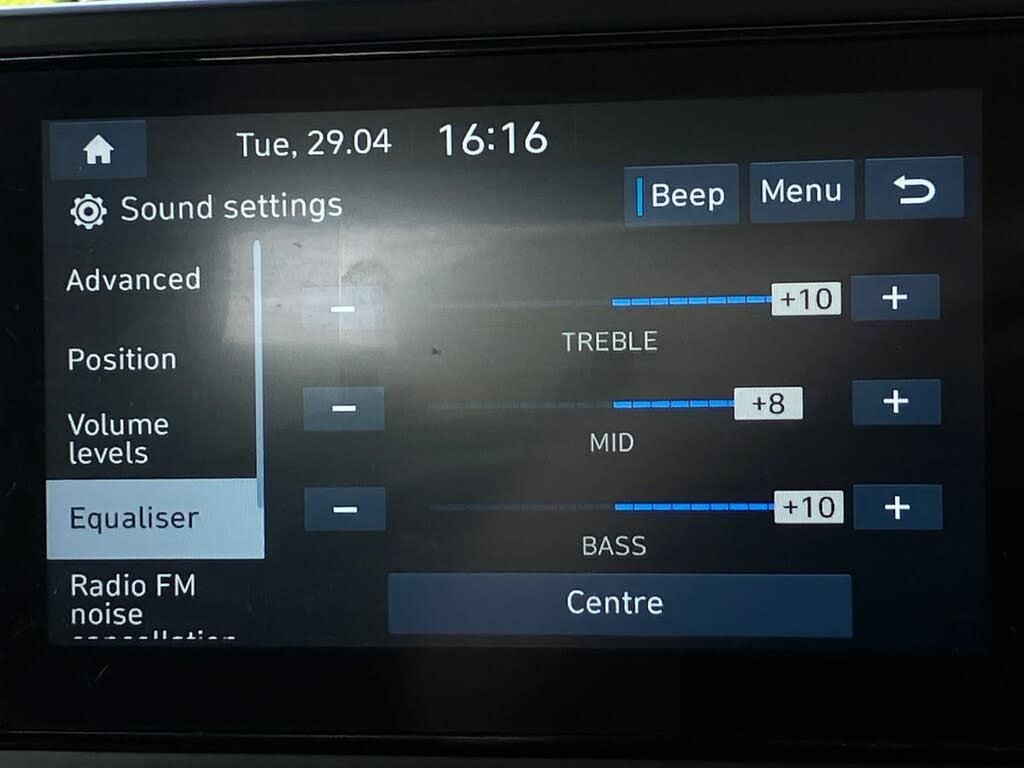 Tue, 29.04 16:16
Sound settings
Beep Menu
Advanced
Position
Volume
levels
Equaliser
Radio FM
noise
cancellation
- +10 +
TREBLE
- +8 +
MID
- +10 +
BASS
Centre